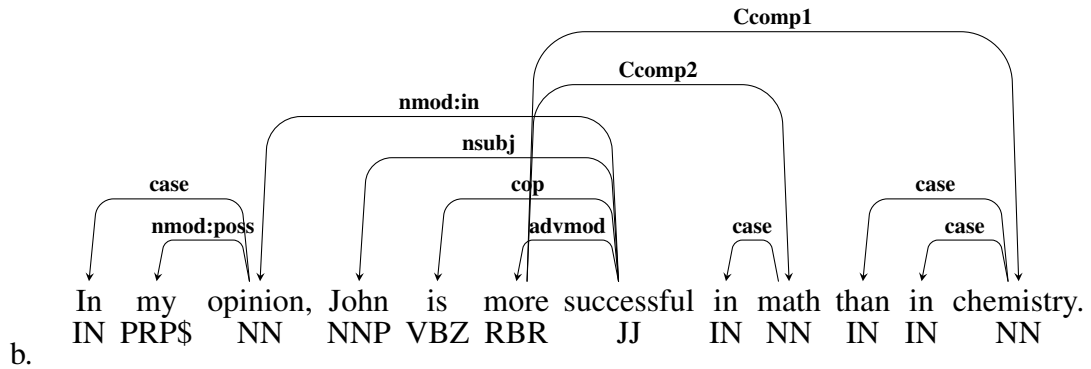 Ccomp1
Ccomp2
nmod:in
nsubj
case cop case
nmod:poss advmod case case
In my opinion, John is more successful in math than in chemistry.
IN PRP$ NN NNP VBZ RBR JJ IN NN IN IN NN
b.